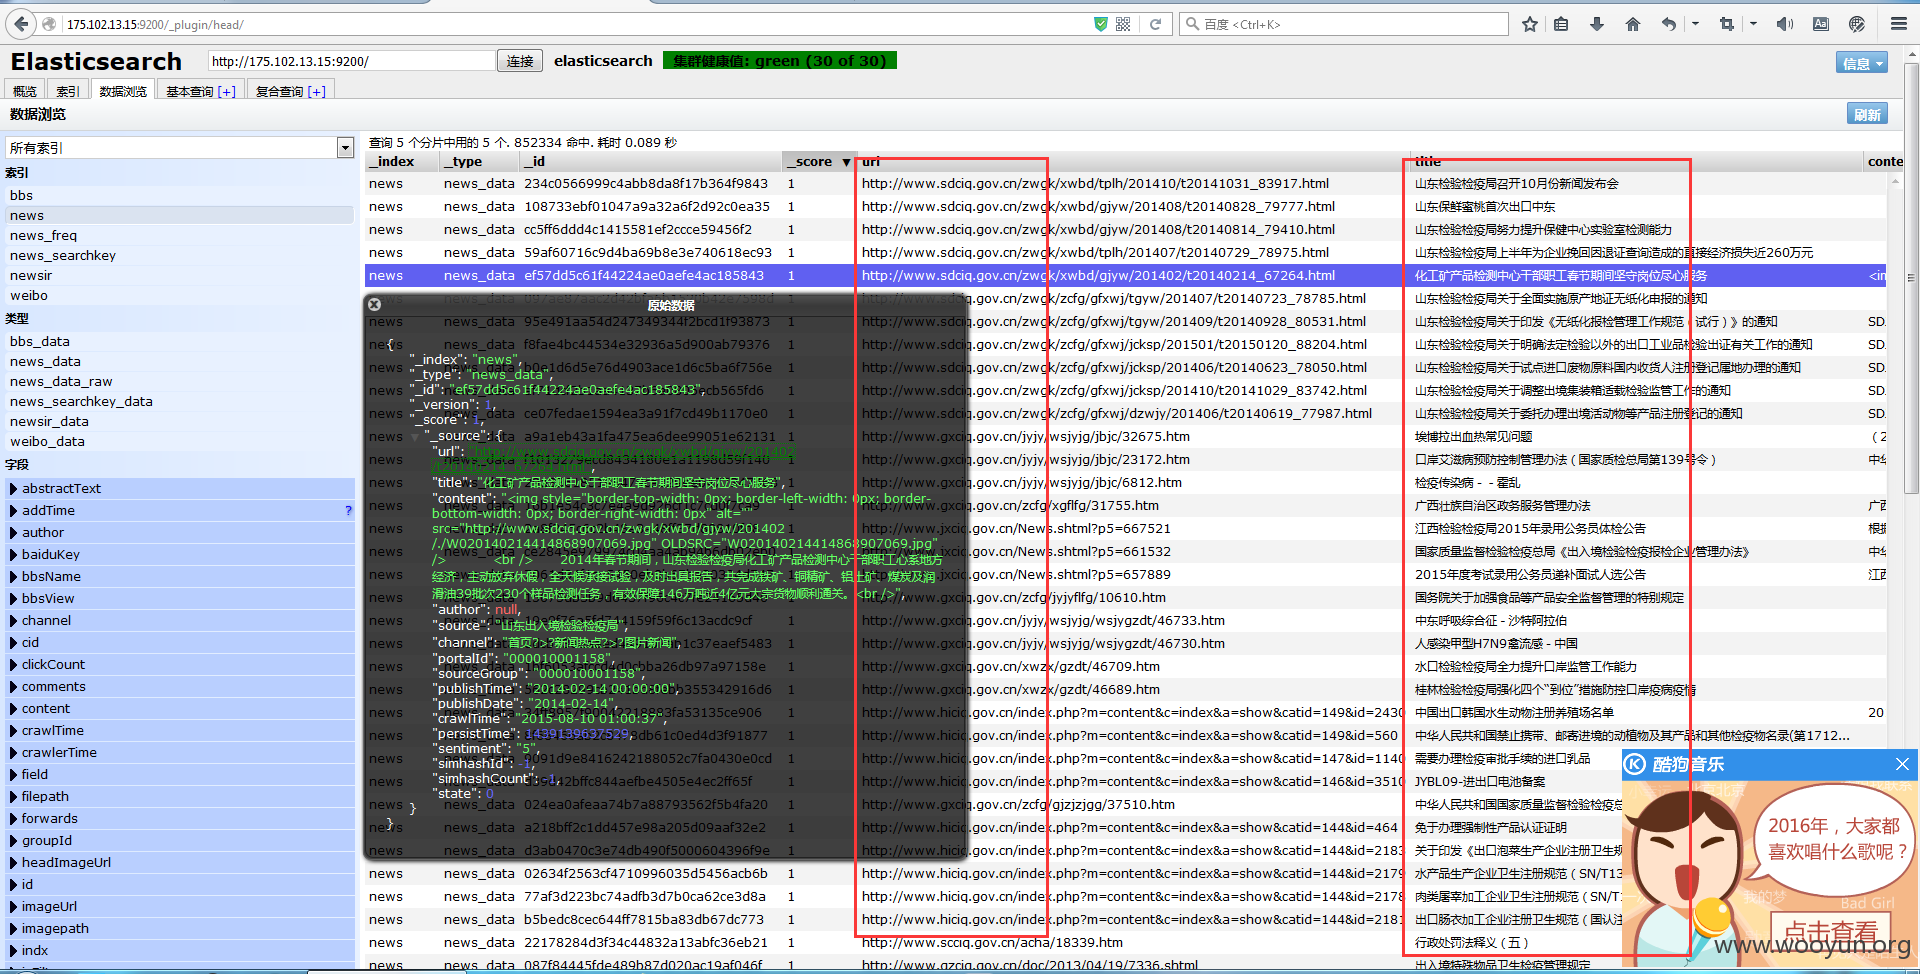 175.102.13.15:9200/_plugin/head/
百度 <Ctrl+K>
Elasticsearch
http://175.102.13.15:9200/
连接
elasticsearch
集群健康值: green (30 of 30)
信息
概览 索引 数据浏览 基本查询 [+] 复合查询 [+]
数据浏览
刷新
所有索引
索引
bbs
news
news_freq
news_searchkey
newsir
weibo
类型
bbs_data
news_data
news_data_raw
news_searchkey_data
newsir_data
weibo_data
字段
abstractText
addTime ?
author
baiduKey
bbsName
bbsView
channel
cid
clickCount
comments
content
crawlTime
crawlerTime
field
filepath
forwards
groupId
headImageUrl
id
imageUrl
imagepath
indx
查询 5 个分片中用的 5 个. 852334 命中. 耗时 0.089 秒
_index _type _id _score url title conte
news news_data 234c0566999c4abb8da8f17b364f9843 1 http://www.sdciq.gov.cn/zwgk/xwbd/tplh/201410/t20141031_83917.html 山东检验检疫局召开10月份新闻发布会
news news_data 108733ebf01047a9a32a6f2d92c0ea35 1 http://www.sdciq.gov.cn/zwgk/xwbd/gjyw/201408/t20140828_79777.html 山东保鲜蜜桃首次出口中东
news news_data cc5ff6ddd4c1415581ef2ccce59456f2 1 http://www.sdciq.gov.cn/zwgk/xwbd/gjyw/201408/t20140814_79410.html 山东检验检疫局努力提升保健中心实验室检测能力
news news_data 59af60716c9d4ba69b8e3e740618ec93 1 http://www.sdciq.gov.cn/zwgk/xwbd/gjyw/201407/t20140729_78975.html 山东检验检疫局上半年为企业挽回因退证查询造成的直接经济损失近260万元
news news_data ef57dd5c61f44224ae0aefe4ac185843 1 http://www.sdciq.gov.cn/zwgk/xwbd/gjyw/201402/t20140214_67264.html 化工矿产品检测中心干部职工春节期间坚守岗位尽心服务 <in
http://www.sdciq.gov.cn/zwgk/zcfg/gfxwj/tgyw/201407/t20140723_78785.html 山东检验检疫局关于全面实施原产地证无纸化申报的通知
news news_data 95e491aa54d247349344f2bcd1f93873 1 http://www.sdciq.gov.cn/zwgk/zcfg/gfxwj/tgyw/201409/t20140928_80531.html 山东检验检疫局关于印发《无纸化报检管理工作规范（试行）》的通知 SD
news news_data f8fae4bc44534e32936a5d900ab79376 1 http://www.sdciq.gov.cn/zwgk/zcfg/gfxwj/jcksp/201501/t20150120_88204.html 山东检验检疫局关于明确法定检验以外的出口工业品检验出证有关工作的通知 SD
http://www.sdciq.gov.cn/zwgk/zcfg/gfxwj/jcksp/201406/t20140623_78050.html 山东检验检疫局关于试点进口废物原料国内收货人注册登记属地办理的通知 SD
http://www.sdciq.gov.cn/zwgk/zcfg/gfxwj/jcksp/201410/t20141029_83742.html 山东检验检疫局关于调整出境集装箱适载检验监管工作的通知 SD
news_data ce07fedae1594ea3a91f7cd49b1170e0 1 http://www.sdciq.gov.cn/zwgk/zcfg/gfxwj/dzwjy/201406/t20140619_77987.html 山东检验检疫局关于委托办理出境活动物等产品注册登记的通知 SD
news news_data a9a1eb43a1fa475ea6dee99051e62131 1 http://www.gxciq.gov.cn/jyjy/wsjyjg/jbjc/32675.htm 埃博拉出血热常见问题 （2
http://www.gxciq.gov.cn/jyjy/wsjyjg/jbjc/23172.htm 口岸艾滋病预防控制管理办法（国家质检总局第139号令） 中华
http://www.gxciq.gov.cn/jyjy/wsjyjg/jbjc/6812.htm 检疫传染病－－霍乱
http://www.gxciq.gov.cn/zcfg/xgflfg/31755.htm 广西壮族自治区政务服务管理办法 广西
http://www.jxciq.gov.cn/News.shtml?p5=667521 江西检验检疫局2015年录用公务员体检公告 根据
http://www.jxciq.gov.cn/News.shtml?p5=661532 国家质量监督检验检疫总局《出入境检验检疫报检企业管理办法》 中华
http://www.jxciq.gov.cn/News.shtml?p5=657889 2015年度考试录用公务员递补面试人选公告 江西
http://www.gxciq.gov.cn/zcfg/jyjyflfg/10610.htm 国务院关于加强食品等产品安全监督管理的特别规定
http://www.gxciq.gov.cn/jyjy/wsjyjg/wsjygzdt/46733.htm 中东呼吸综合征－沙特阿拉伯
http://www.gxciq.gov.cn/jyjy/wsjyjg/wsjygzdt/46730.htm 人感染甲型H7N9禽流感－中国
http://www.gxciq.gov.cn/xwzx/gzdt/46709.htm 水口检验检疫局全力提升口岸监管工作能力
http://www.gxciq.gov.cn/xwzx/gzdt/46689.htm 桂林检验检疫局强化四个“到位”措施防控口岸疫病疫情
http://www.hiciq.gov.cn/index.php?m=content&c=index&a=show&catid=149&id=2430 中国出口韩国水生动物注册养殖场名单 20
http://www.hiciq.gov.cn/index.php?m=content&c=index&a=show&catid=149&id=560 中华人民共和国禁止携带、邮寄进境的动植物及其产品和其他检疫物名录(第1712...
http://www.hiciq.gov.cn/index.php?m=content&c=index&a=show&catid=147&id=1140 需要办理检疫审批手续的进口乳品
http://www.hiciq.gov.cn/index.php?m=content&c=index&a=show&catid=146&id=3510 JYBL09-进出口电池备案
news news_data 024ea0afeaa74b7a88793562f5b4fa20 1 http://www.gxciq.gov.cn/zcfg/gjzjzjgg/37510.htm 中华人民共和国国家质量监督检验检疫总
news news_data a218bff2c1dd457e98a205d09aaf32e2 1 http://www.hiciq.gov.cn/index.php?m=content&c=index&a=show&catid=144&id=464 免于办理强制性产品认证证明
news news_data d3ab0470c3e74db490f5000604396f9e 1 http://www.hiciq.gov.cn/index.php?m=content&c=index&a=show&catid=144&id=2183 关于印发《出口泡菜生产企业注册卫生规
news news_data 02634f2563cf4710996035d5456acb6b 1 http://www.hiciq.gov.cn/index.php?m=content&c=index&a=show&catid=144&id=2179 水产品生产企业卫生注册规范（SN/T13
news news_data 77af3d223bc74adfb3d7b0ca62ce3d8a 1 http://www.hiciq.gov.cn/index.php?m=content&c=index&a=show&catid=144&id=2178 肉类屠宰加工企业卫生注册规范（SN/T1
news news_data b5bedc8cec644ff7815ba83db67dc773 1 http://www.hiciq.gov.cn/index.php?m=content&c=index&a=show&catid=144&id=2181 出口肠衣加工企业注册卫生规范（国认注
news news_data 22178284d3f34c44832a13abfc36eb21 1 http://www.scciq.gov.cn/acha/18339.htm 行政处罚法释义（五）
news news_data 087f84445fde489b87d020ac19af046f 1 http://www.gzciq.gov.cn/doc/2013/04/19/7336.shtml 出入境特殊物品卫生检疫管理规定
原始数据
{
"_index": "news",
"_type": "news_data",
"_id": "ef57dd5c61f44224ae0aefe4ac185843",
"_version": 1,
"_score": 1,
"_source": {
"url": "http://www.sdciq.gov.cn/zwgk/xwbd/gjyw/201402
/t20140214_67264.html",
"title": "化工矿产品检测中心干部职工春节期间坚守岗位尽心服务",
"content": "<img style="border-top-width: 0px; border-left-width: 0px; border-
bottom-width: 0px; border-right-width: 0px" alt=""
src="http://www.sdciq.gov.cn/zwgk/xwbd/gjyw/201402
/./W020140214414868907069.jpg" OLDSRC="W020140214414868907069.jpg"
/> <br /> 2014年春节期间，山东检验检疫局化工矿产品检测中心干部职工心系地方
经济，主动放弃休假，全天候承接试验，及时出具报告，共完成铁矿、铜精矿、铝土矿、煤炭及润
滑油39批次230个样品检测任务，有效保障146万吨近4亿元大宗货物顺利通关。<br />",
"author": null,
"source": "山东出入境检验检疫局",
"channel": "首页?>?新闻热点?>?图片新闻",
"portalId": "000010001158",
"sourceGroup": "000010001158",
"publishTime": "2014-02-14 00:00:00",
"publishDate": "2014-02-14",
"crawlTime": "2015-08-10 01:00:37",
"persistTime": 1439139637529,
"sentiment": "5",
"simhashId": -1,
"simhashCount": -1,
"state": 0
}
}
酷狗音乐
2016年，大家都
喜欢唱什么歌呢？
我的梦
Bad Girl
点击查看
www.wooyun.org